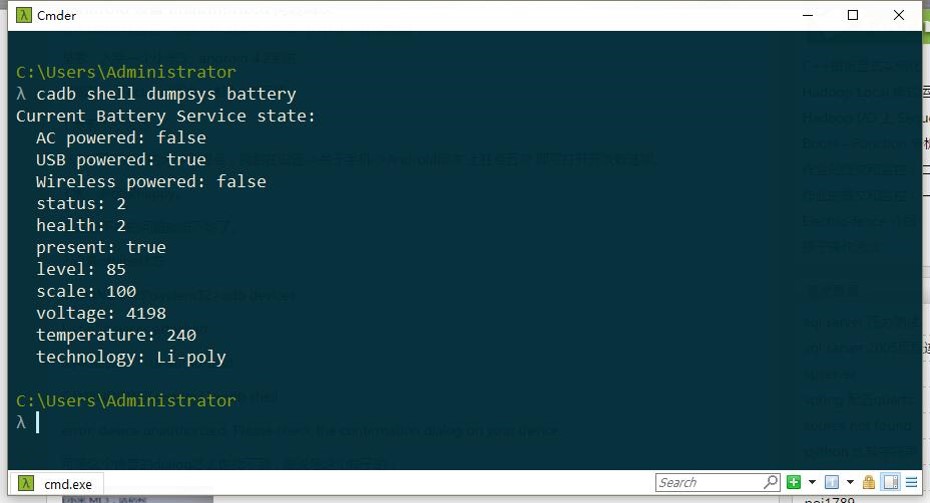 Cmder
C:\Users\Administrator
λ cadb shell dumpsys battery
Current Battery Service state:
AC powered: false
USB powered: true
Wireless powered: false
status: 2
health: 2
present: true
level: 85
scale: 100
voltage: 4198
temperature: 240
technology: Li-poly
C:\Users\Administrator
λ
cmd.exe
Search